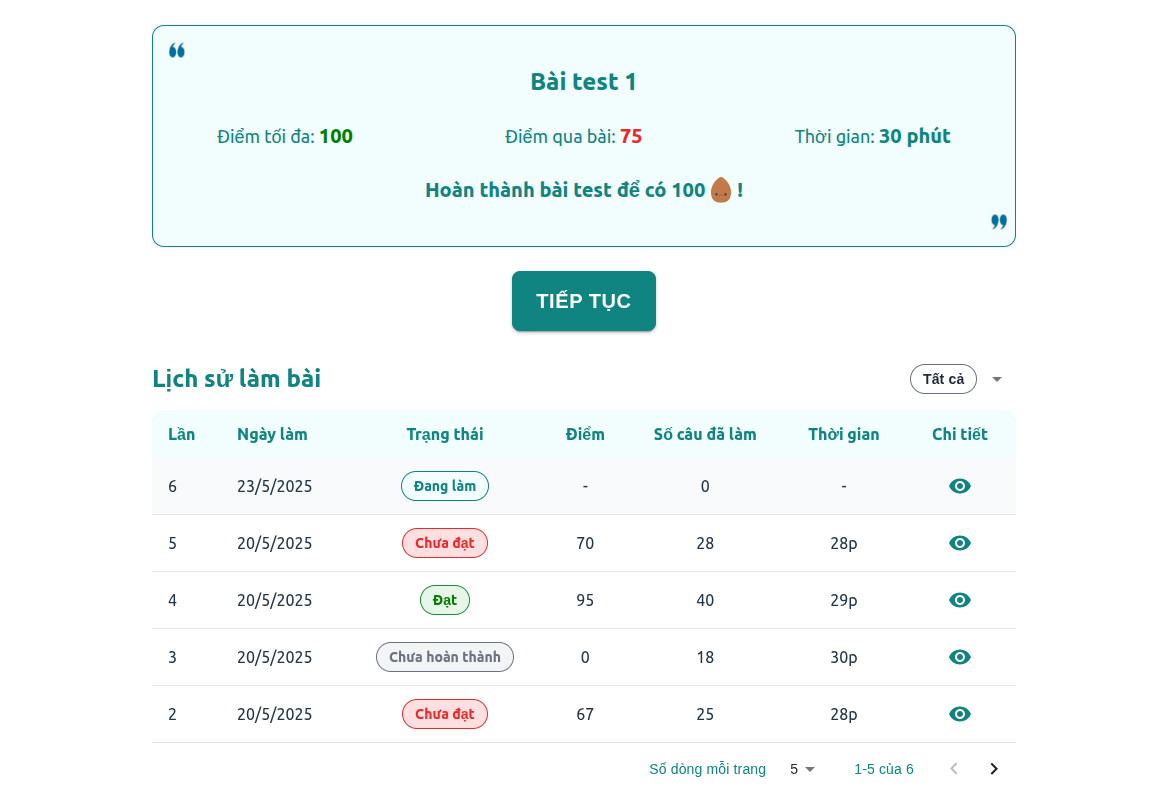 ❝
Bài test 1
Điểm tối đa: 100 Điểm qua bài: 75 Thời gian: 30 phút
Hoàn thành bài test để có 100 !
❞
TIẾP TỤC
Lịch sử làm bài Tất cả
Lần Ngày làm Trạng thái Điểm Số câu đã làm Thời gian Chi tiết
6 23/5/2025 Đang làm - 0 -
5 20/5/2025 Chưa đạt 70 28 28p
4 20/5/2025 Đạt 95 40 29p
3 20/5/2025 Chưa hoàn thành 0 18 30p
2 20/5/2025 Chưa đạt 67 25 28p
Số dòng mỗi trang 5 1-5 của 6